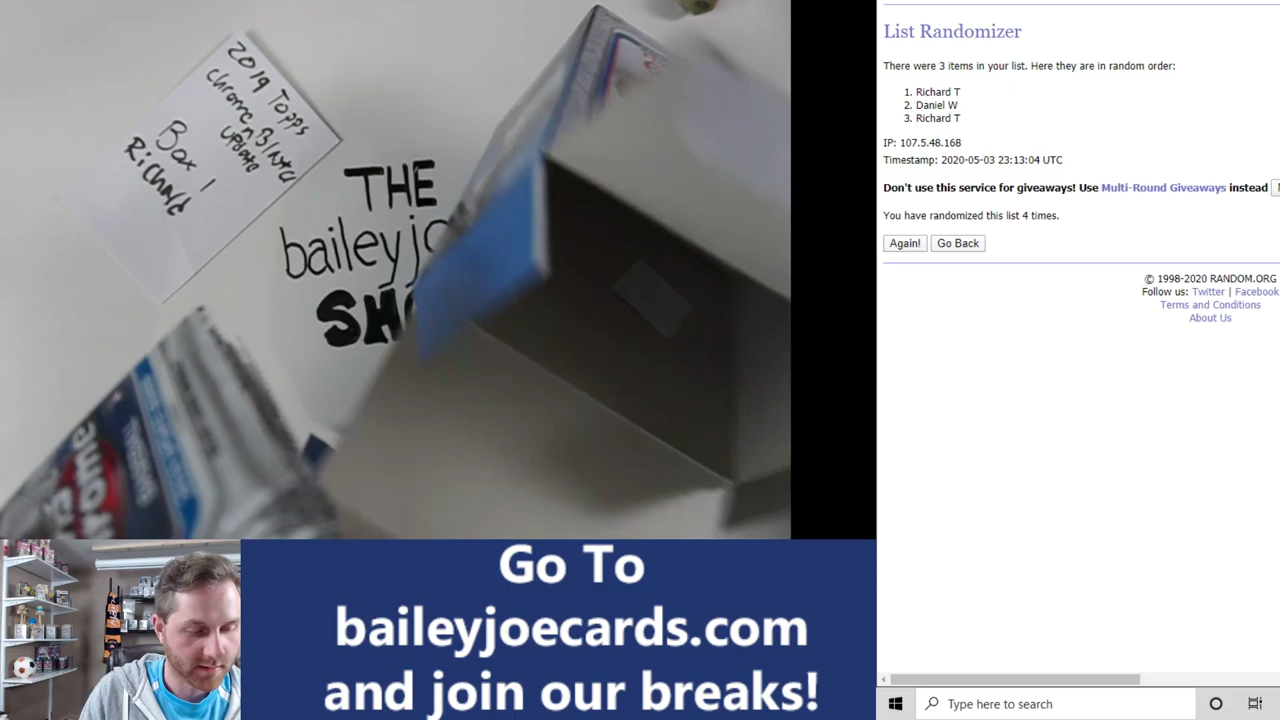 2019 Topps
Chrome
UPDATE
Box 1
Richard
THE
bailey
List Randomizer
There were 3 items in your list. Here they are in random order:
1. Richard T
2. Daniel W
3. Richard T
IP: 107.5.48.168
Timestamp: 2020-05-03 23:13:04 UTC
Don't use this service for giveaways! Use Multi-Round Giveaways instead
You have randomized this list 4 times.
Again! Go Back
© 1998-2020 RANDOM.ORG
Follow us: Twitter | Facebook
Terms and Conditions
About Us
Go To
baileyjoecards.com
and join our breaks!
Type here to search